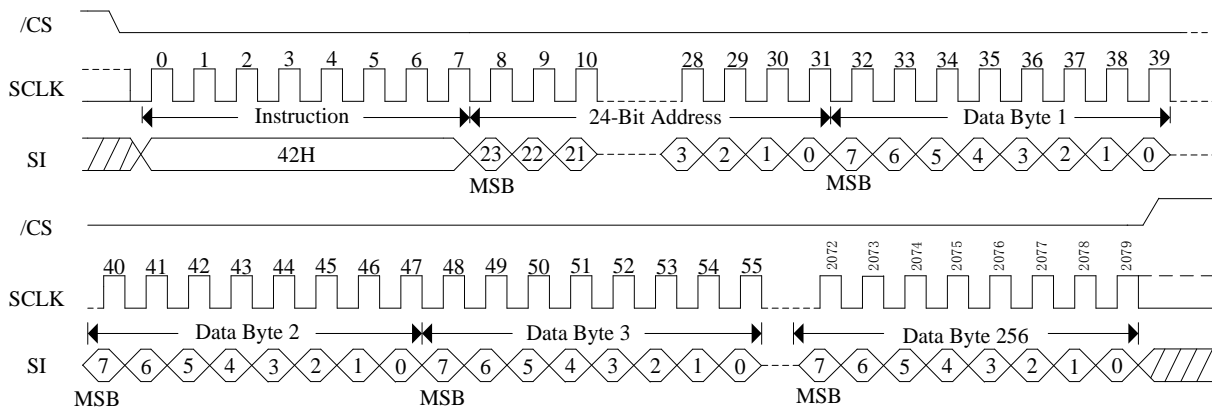 /CS
0 1 2 3 4 5 6 7 8 9 10 28 29 30 31 32 33 34 35 36 37 38 39
SCLK
Instruction 24-Bit Address Data Byte 1
SI 42H 23 22 21 3 2 1 0 7 6 5 4 3 2 1 0
MSB MSB
/CS
40 41 42 43 44 45 46 47 48 49 50 51 52 53 54 55 2072 2073 2074 2075 2076 2077 2078 2079
SCLK
Data Byte 2 Data Byte 3 Data Byte 256
SI 7 6 5 4 3 2 1 0 7 6 5 4 3 2 1 0 7 6 5 4 3 2 1 0
MSB MSB MSB